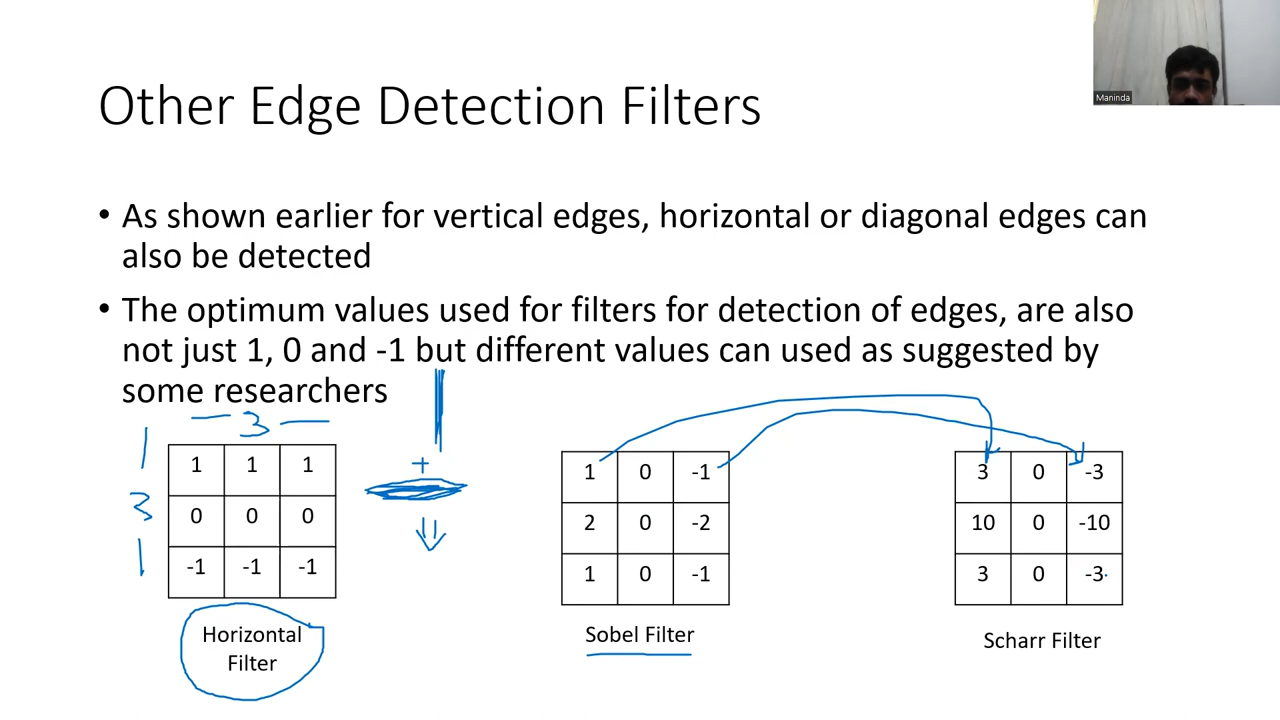 Maninda
Other Edge Detection Filters
• As shown earlier for vertical edges, horizontal or diagonal edges can
also be detected
• The optimum values used for filters for detection of edges, are also
not just 1, 0 and -1 but different values can used as suggested by
some researchers
— 3 —
1
3
1
1 1 1
0 0 0
-1 -1 -1
Horizontal
Filter
+
1 0 -1
2 0 -2
1 0 -1
Sobel Filter
3 0 -3
10 0 -10
3 0 -3
Scharr Filter